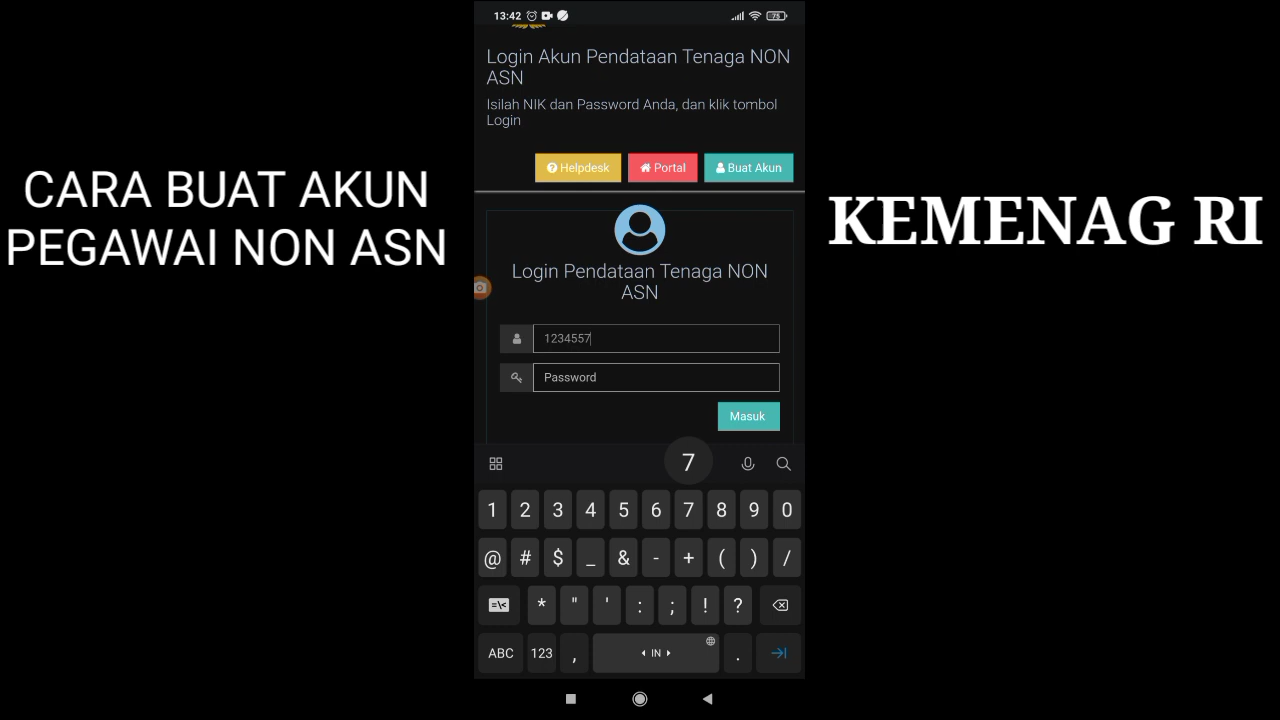 13:42
75
Login Akun Pendataan Tenaga NON
ASN
Isilah NIK dan Password Anda, dan klik tombol
Login
Helpdesk
Portal
Buat Akun
CARA BUAT AKUN
PEGAWAI NON ASN
KEMENAG RI
Login Pendataan Tenaga NON
ASN
1234557
Password
Masuk
7
1 2 3 4 5 6 7 8 9 0
@ # $ _ & - + ( ) /
=\< * " ' : ; ! ?
ABC 123 , IN .